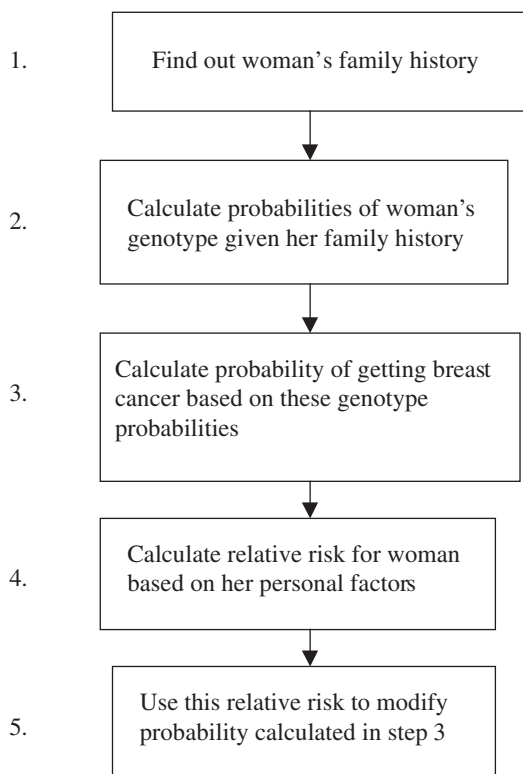 1.
Find out woman’s family history
2.
Calculate probabilities of woman’s
genotype given her family history
3.
Calculate probability of getting breast
cancer based on these genotype
probabilities
4.
Calculate relative risk for woman
based on her personal factors
5.
Use this relative risk to modify
probability calculated in step 3